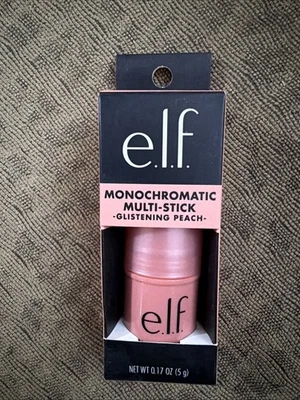 e.l.f.
MONOCHROMATIC
MULTI-STICK
-GLISTENING PEACH-
e.l.f.
NET WT 0.17 OZ (5 g)